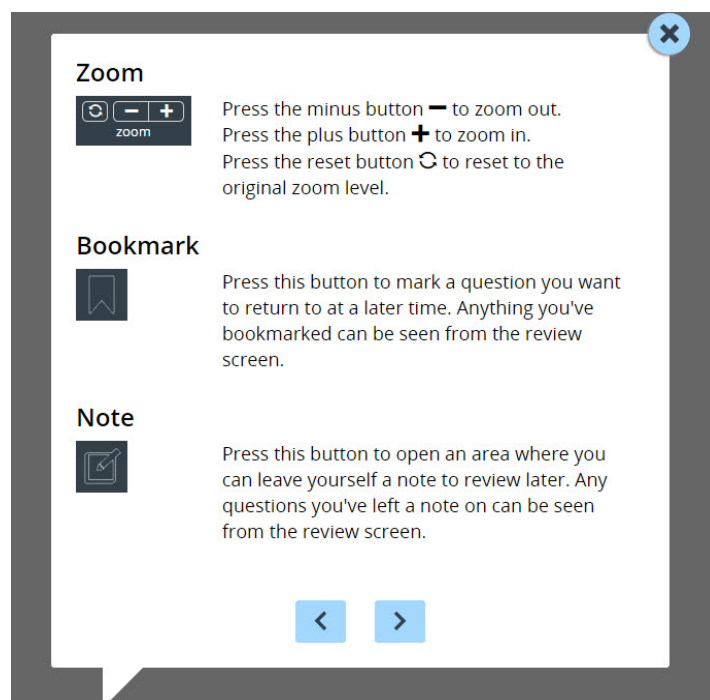 Zoom
zoom
Press the minus button − to zoom out.
Press the plus button + to zoom in.
Press the reset button to reset to the
original zoom level.
Bookmark
Press this button to mark a question you want
to return to at a later time. Anything you've
bookmarked can be seen from the review
screen.
Note
Press this button to open an area where you
can leave yourself a note to review later. Any
questions you've left a note on can be seen
from the review screen.